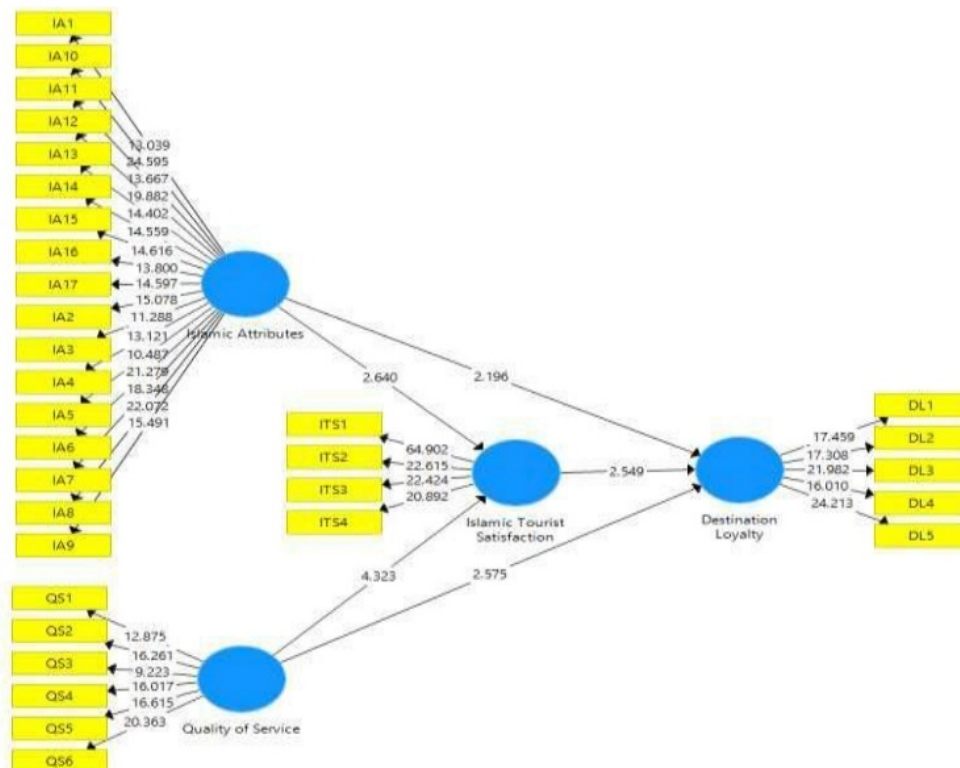 IA1
IA10
IA11
IA12
IA13
IA14
IA15
IA16
IA17
IA2
IA3
IA4
IA5
IA6
IA7
IA8
IA9
13.039
24.595
13.667
19.882
14.402
14.559
14.616
13.800
14.597
15.078
11.288
13.121
10.487
21.279
18.348
22.072
15.491
Islamic Attributes
2.640
2.196
ITS1
ITS2
ITS3
ITS4
64.902
22.615
22.424
20.892
Islamic Tourist
Satisfaction
2.549
DL1
DL2
DL3
DL4
DL5
17.459
17.308
21.982
16.010
24.213
Destination
Loyalty
4.323
2.575
QS1
QS2
QS3
QS4
QS5
QS6
12.875
16.261
9.223
16.017
16.615
20.363
Quality of Service